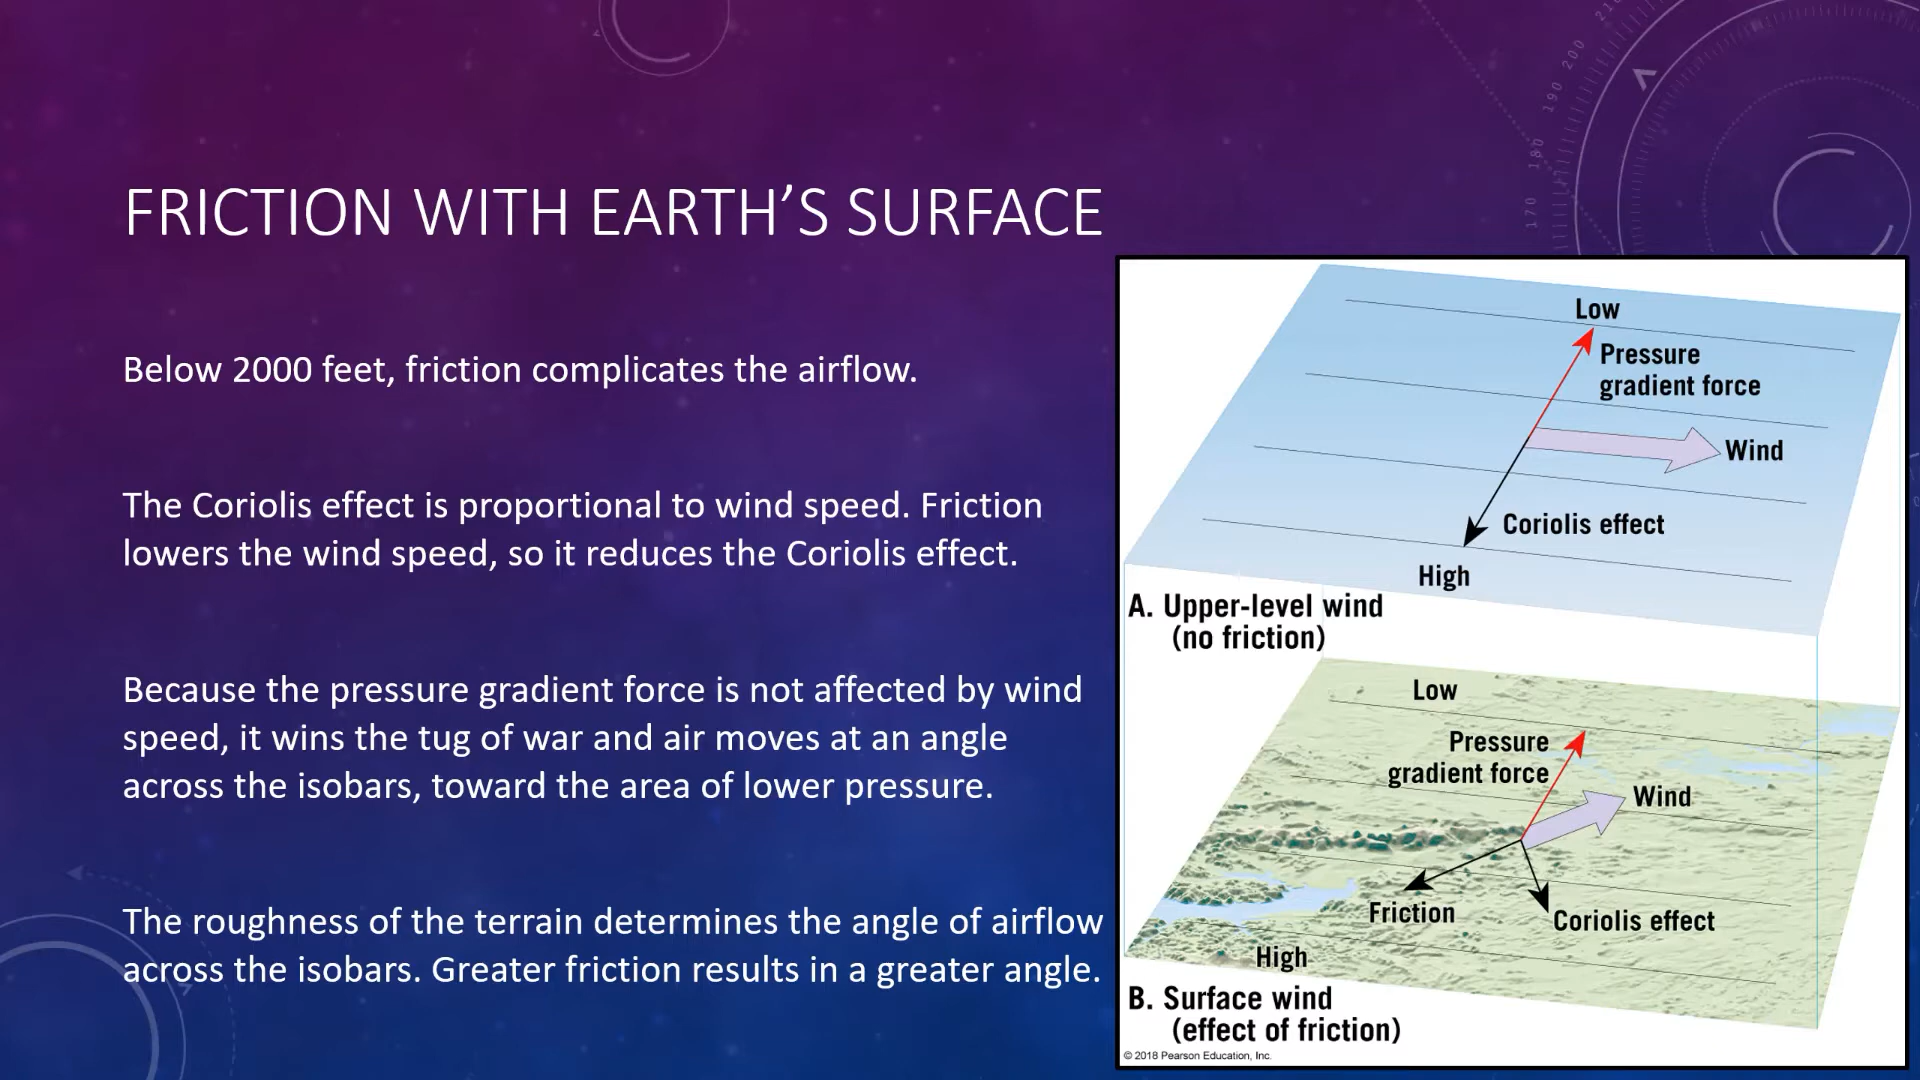 FRICTION WITH EARTH’S SURFACE
Below 2000 feet, friction complicates the airflow.
The Coriolis effect is proportional to wind speed. Friction
lowers the wind speed, so it reduces the Coriolis effect.
Because the pressure gradient force is not affected by wind
speed, it wins the tug of war and air moves at an angle
across the isobars, toward the area of lower pressure.
The roughness of the terrain determines the angle of airflow
across the isobars. Greater friction results in a greater angle.
170
180
190
200
Low
Pressure
gradient force
Wind
Coriolis effect
High
A. Upper-level wind
(no friction)
Low
Pressure
gradient force
Wind
Friction
Coriolis effect
High
B. Surface wind
(effect of friction)
© 2018 Pearson Education, Inc.